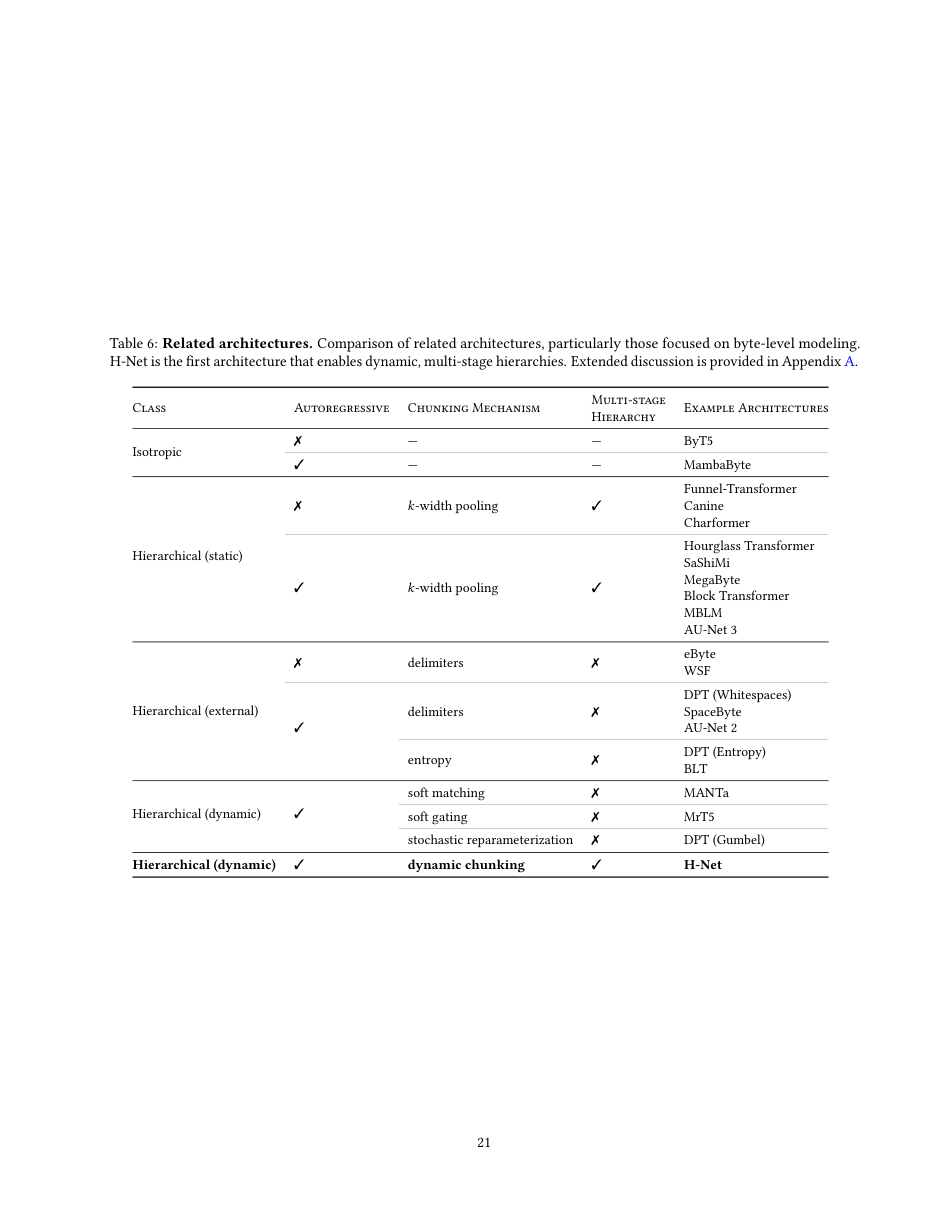 Table 6: Related architectures. Comparison of related architectures, particularly those focused on byte-level modeling.
H-Net is the first architecture that enables dynamic, multi-stage hierarchies. Extended discussion is provided in Appendix A.
Class Autoregressive Chunking Mechanism Multi-stage Hierarchy Example Architectures
Isotropic
✗ — — ByT5
✓ — — MambaByte
Hierarchical (static)
✗ k-width pooling ✓ Funnel-Transformer
Canine
Charformer
✓ k-width pooling ✓ Hourglass Transformer
SaShiMi
MegaByte
Block Transformer
MBLM
AU-Net 3
Hierarchical (external)
✗ delimiters ✗ eByte
WSF
✓ delimiters ✗ DPT (Whitespaces)
SpaceByte
AU-Net 2
entropy ✗ DPT (Entropy)
BLT
Hierarchical (dynamic) ✓
soft matching ✗ MANTa
soft gating ✗ MrT5
stochastic reparameterization ✗ DPT (Gumbel)
Hierarchical (dynamic) ✓ dynamic chunking ✓ H-Net
21